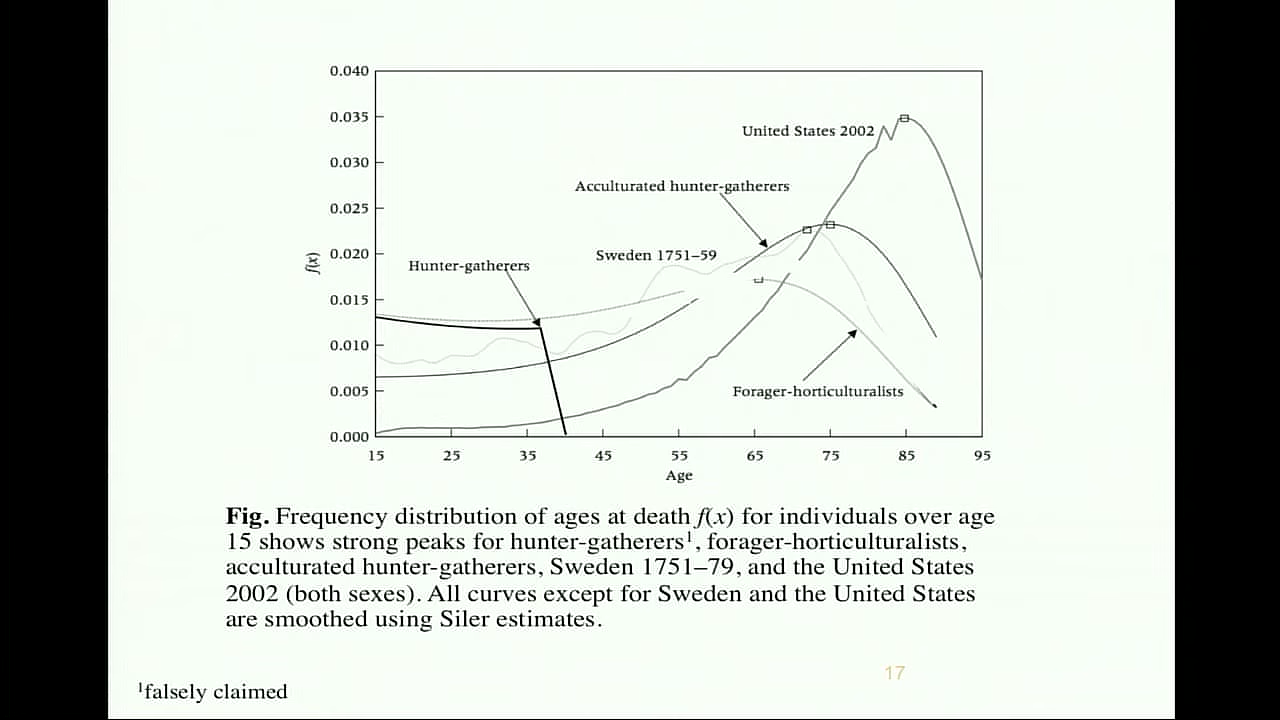 0.040
0.035
United States 2002
0.030
Acculturated hunter-gatherers
0.025
Sweden 1751–59
Hunter-gatherers
f(x)
0.020
0.015
0.010
0.005
Forager-horticulturalists
0.000
15 25 35 45 55 65 75 85 95
Age
Fig. Frequency distribution of ages at death f(x) for individuals over age
15 shows strong peaks for hunter-gatherers¹, forager-horticulturalists,
acculturated hunter-gatherers, Sweden 1751–79, and the United States
2002 (both sexes). All curves except for Sweden and the United States
are smoothed using Siler estimates.
17
¹falsely claimed